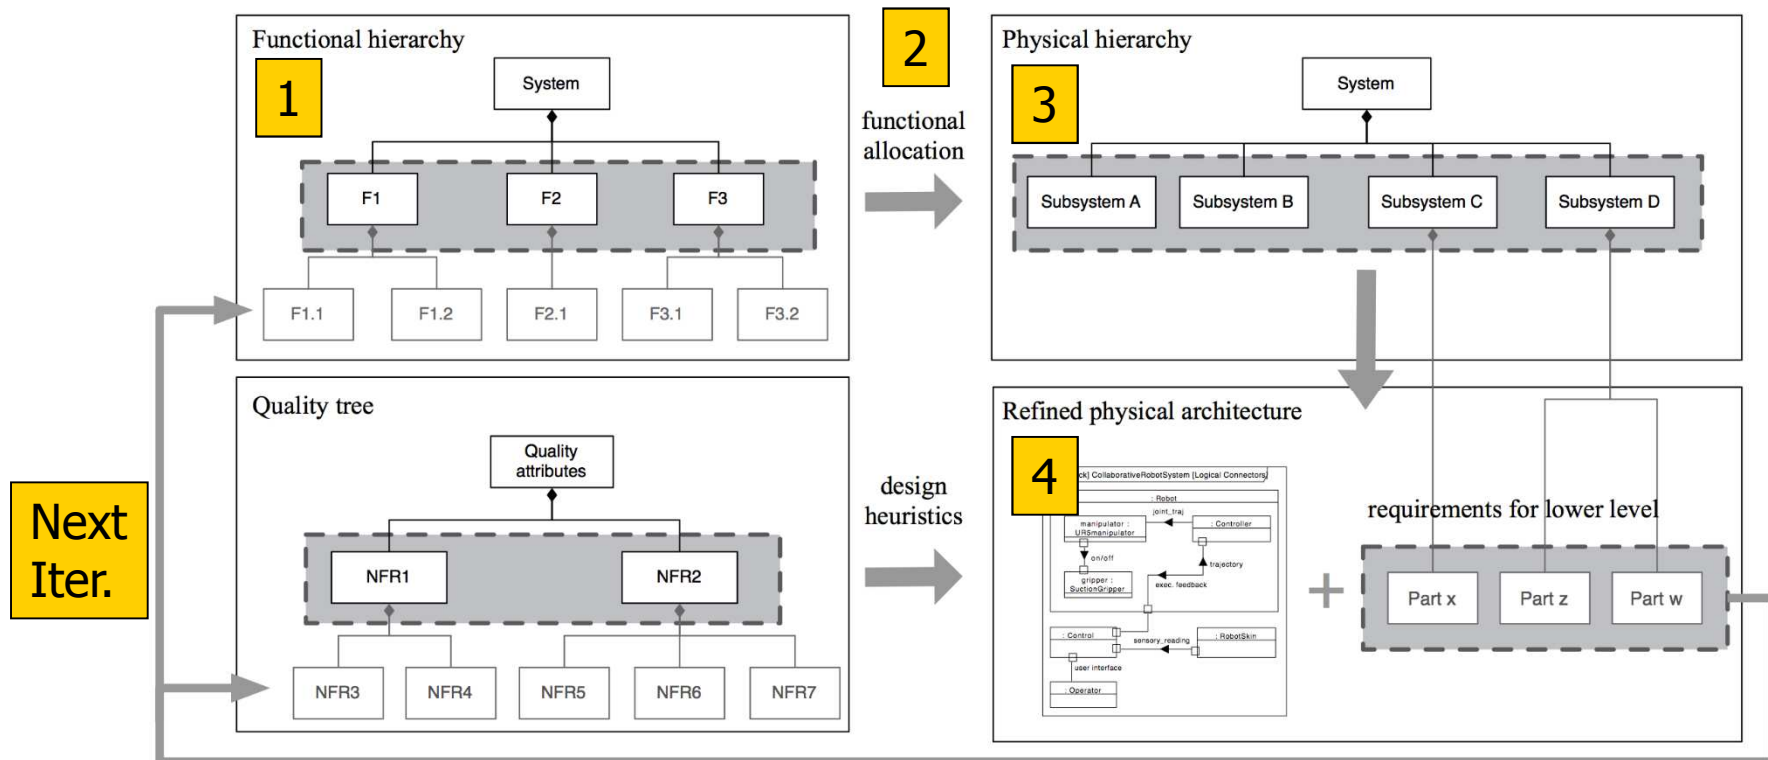 Functional hierarchy
1
System
F1
F2
F3
F1.1
F1.2
F2.1
F3.1
F3.2
2
functional
allocation
Physical hierarchy
3
System
Subsystem A
Subsystem B
Subsystem C
Subsystem D
Next
Iter.
Quality tree
Quality
attributes
NFR1
NFR2
NFR3
NFR4
NFR5
NFR6
NFR7
design
heuristics
Refined physical architecture
4
ck] CollaborativeRobotSystem [Logical Connectors]
: Robot
joint_traj
manipulator :
UR5manipulator
: Controller
on/off
trajectory
gripper :
SuctionGripper
exec. feedback
: Control
sensory_reading
: RobotSkin
user interface
: Operator
+
requirements for lower level
Part x
Part z
Part w